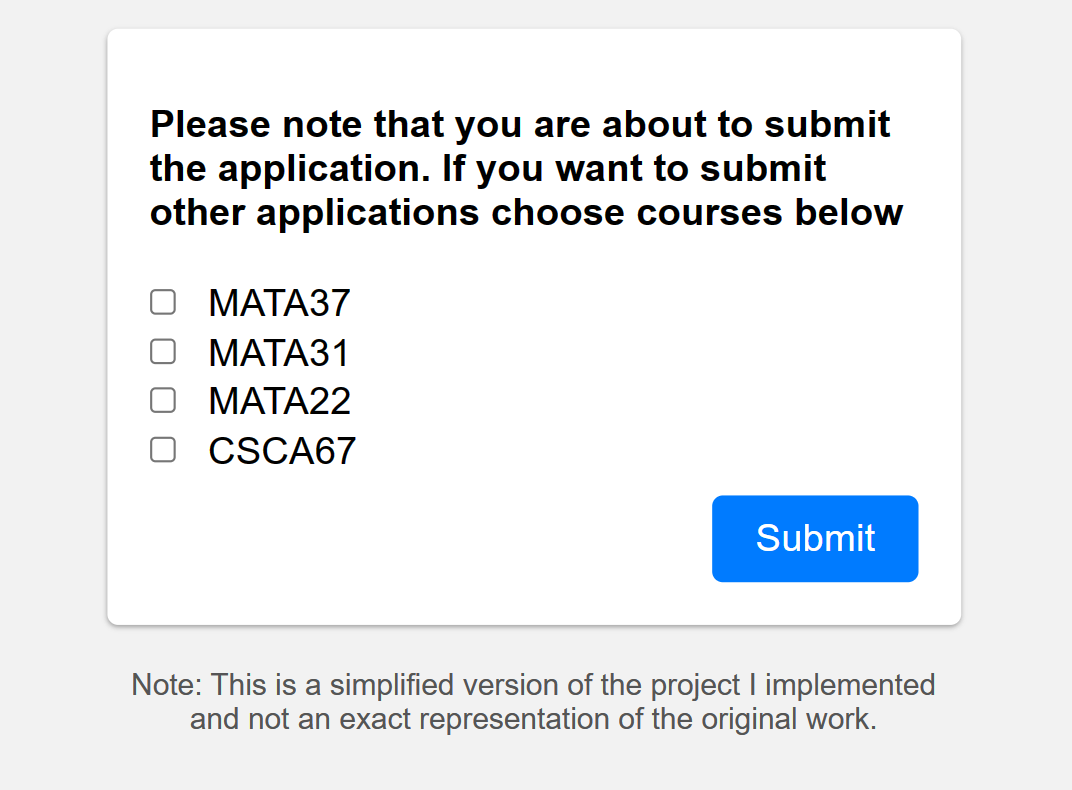 Please note that you are about to submit
the application. If you want to submit
other applications choose courses below
MATA37
MATA31
MATA22
CSCA67
Submit
Note: This is a simplified version of the project I implemented
and not an exact representation of the original work.